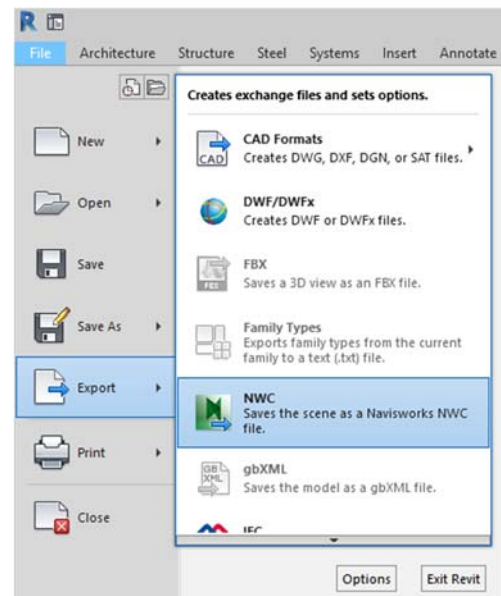 R
File Architecture Structure Steel Systems Insert Annotate
Creates exchange files and sets options.
New
Open
Save
Save As
Export
Print
Close
CAD
CAD Formats
Creates DWG, DXF, DGN, or SAT files.
DWF/DWFx
Creates DWF or DWFx files.
FBX
FBX
Saves a 3D view as an FBX file.
Family Types
Exports family types from the current
family to a text (.txt) file.
NWC
Saves the scene as a Navisworks NWC
file.
GB
XML
gbXML
Saves the model as a gbXML file.
IFC
Options Exit Revit